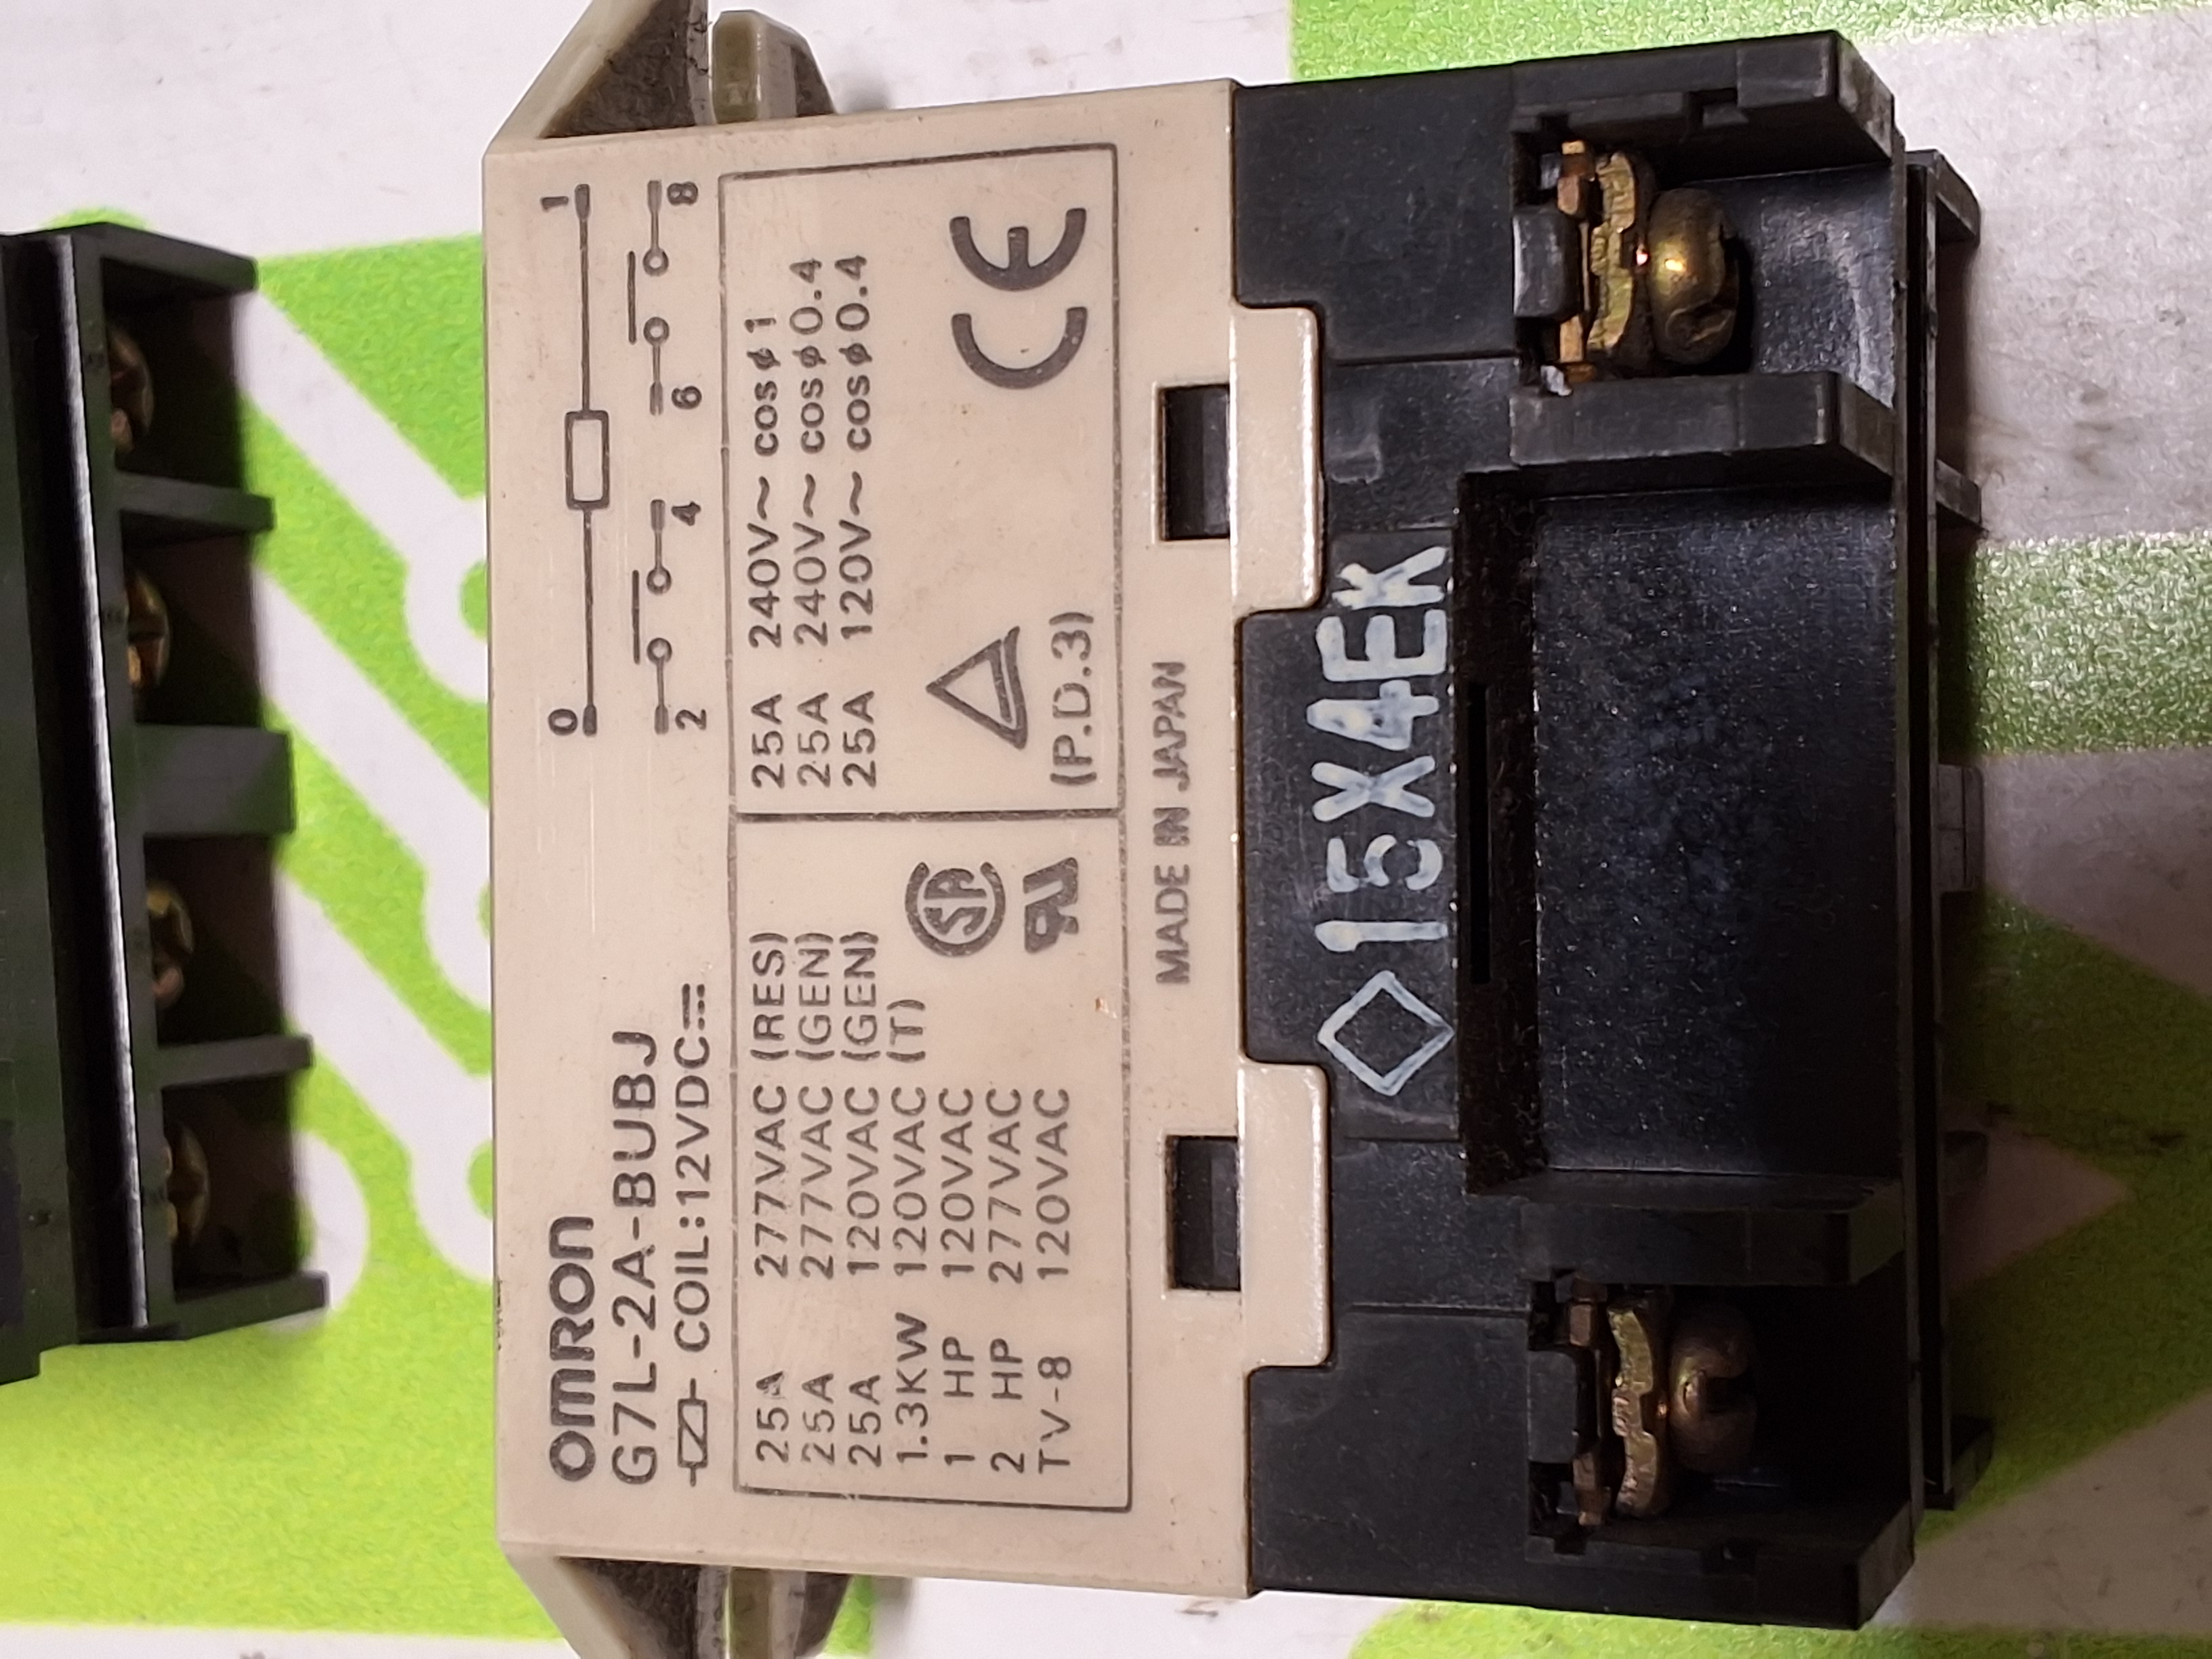 OMRON
G7L-2A-BUBJ
COIL:12VDC
0 1
2 4 6 8
25A 277VAC (RES)
25A 277VAC (GEN)
25A 120VAC (GEN)
1.3KW 120VAC (T)
1 HP 120VAC
2 HP 277VAC
TV-8 120VAC
SA
RU
25A 240V~ cosφ1
25A 240V~ cosφ0.4
25A 120V~ cosφ0.4
(P.D.3)
CE
MADE IN JAPAN
◇15X4EK